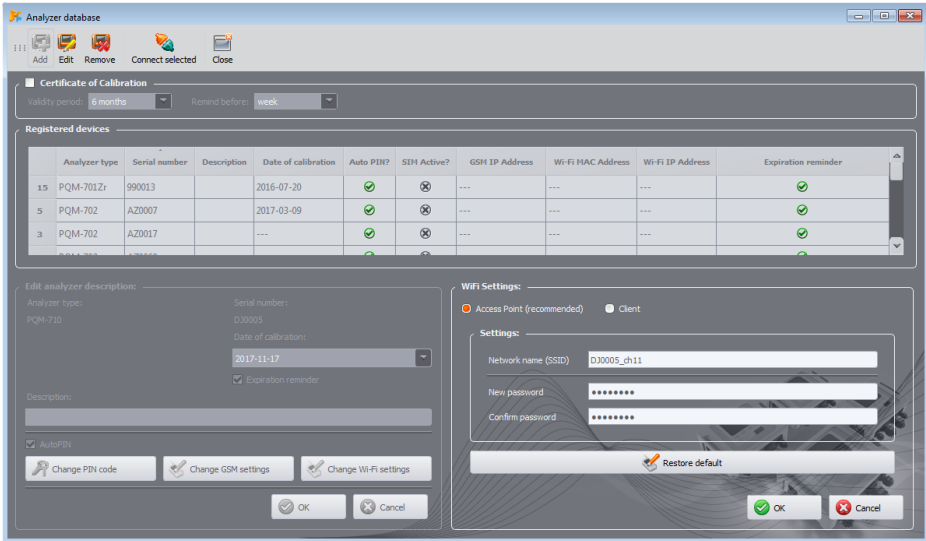 Analyzer database
Add Edit Remove Connect selected Close
Certificate of Calibration
Validity period: 6 months Remind before: week
Registered devices
Analyzer type Serial number Description Date of calibration Auto PIN? SIM Active? GSM IP Address Wi-Fi MAC Address Wi-Fi IP Address Expiration reminder
15 PQM-701Zr 990013 2016-07-20 --- --- ---
5 PQM-702 AZ0007 2017-03-09 --- --- ---
3 PQM-702 AZ0017 --- --- --- ---
Edit analyzer description:
Analyzer type: Serial number:
PQM-710 DJ0005
Date of calibration:
2017-11-17
Expiration reminder
Description:
AutoPIN
Change PIN code Change GSM settings Change Wi-Fi settings
OK Cancel
WiFi Settings:
Access Point (recommended) Client
Settings:
Network name (SSID) DJ0005_ch11
New password ●●●●●●●●
Confirm password ●●●●●●●●
Restore default
OK Cancel